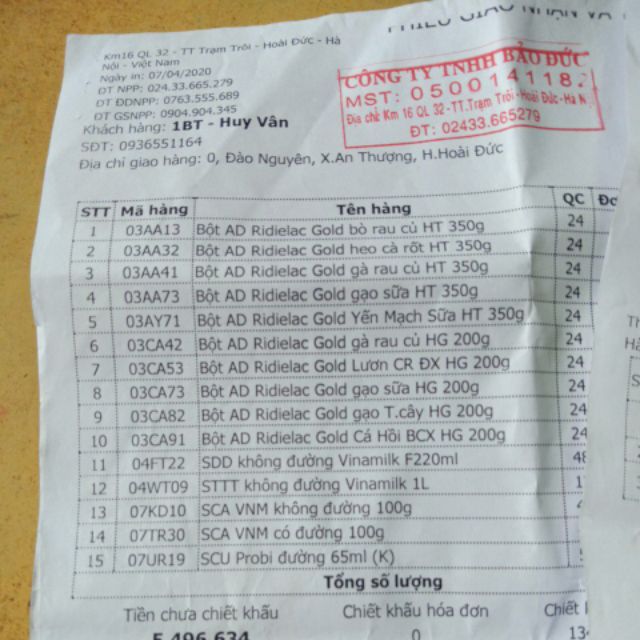 PHIẾU GIAO NHẬN VÀ
Km16 QL 32 - TT Trạm Trôi - Hoài Đức - Hà
Nội - Việt Nam
Ngày in: 07/04/2020
ĐT NPP: 024.33.665.279
ĐT ĐDNPP: 0763.555.689
ĐT GSNPP: 0904.904.345
CÔNG TY TNHH BẢO ĐỨC
MST: 0500141182
Địa chỉ: Km 16 QL 32 -TT.Trạm Trôi-Hoài Đức-Hà N
ĐT: 02433.665279
Khách hàng: 1BT - Huy Vân
SĐT: 0936551164
Địa chỉ giao hàng: 0, Đào Nguyên, X.An Thượng, H.Hoài Đức
STT Mã hàng Tên hàng QC
1 03AA13 Bột AD Ridielac Gold bò rau củ HT 350g 24
2 03AA32 Bột AD Ridielac Gold heo cà rốt HT 350g 24
3 03AA41 Bột AD Ridielac Gold gà rau củ HT 350g 24
4 03AA73 Bột AD Ridielac Gold gạo sữa HT 350g 24
5 03AY71 Bột AD Ridielac Gold Yến Mạch Sữa HT 350g 24
6 03CA42 Bột AD Ridielac Gold gà rau củ HG 200g 24
7 03CA53 Bột AD Ridielac Gold Lươn CR ĐX HG 200g 24
8 03CA73 Bột AD Ridielac Gold gạo sữa HG 200g 24
9 03CA82 Bột AD Ridielac Gold gạo T.cây HG 200g 24
10 03CA91 Bột AD Ridielac Gold Cá Hồi BCX HG 200g 24
11 04FT22 SDD không đường Vinamilk F220ml 48
12 04WT09 STTT không đường Vinamilk 1L
13 07KD10 SCA VNM không đường 100g
14 07TR30 SCA VNM có đường 100g
15 07UR19 SCU Probi đường 65ml (K)
Tổng số lượng
Tiền chưa chiết khấu Chiết khấu hóa đơn Chiết k
5.496.634 0 134